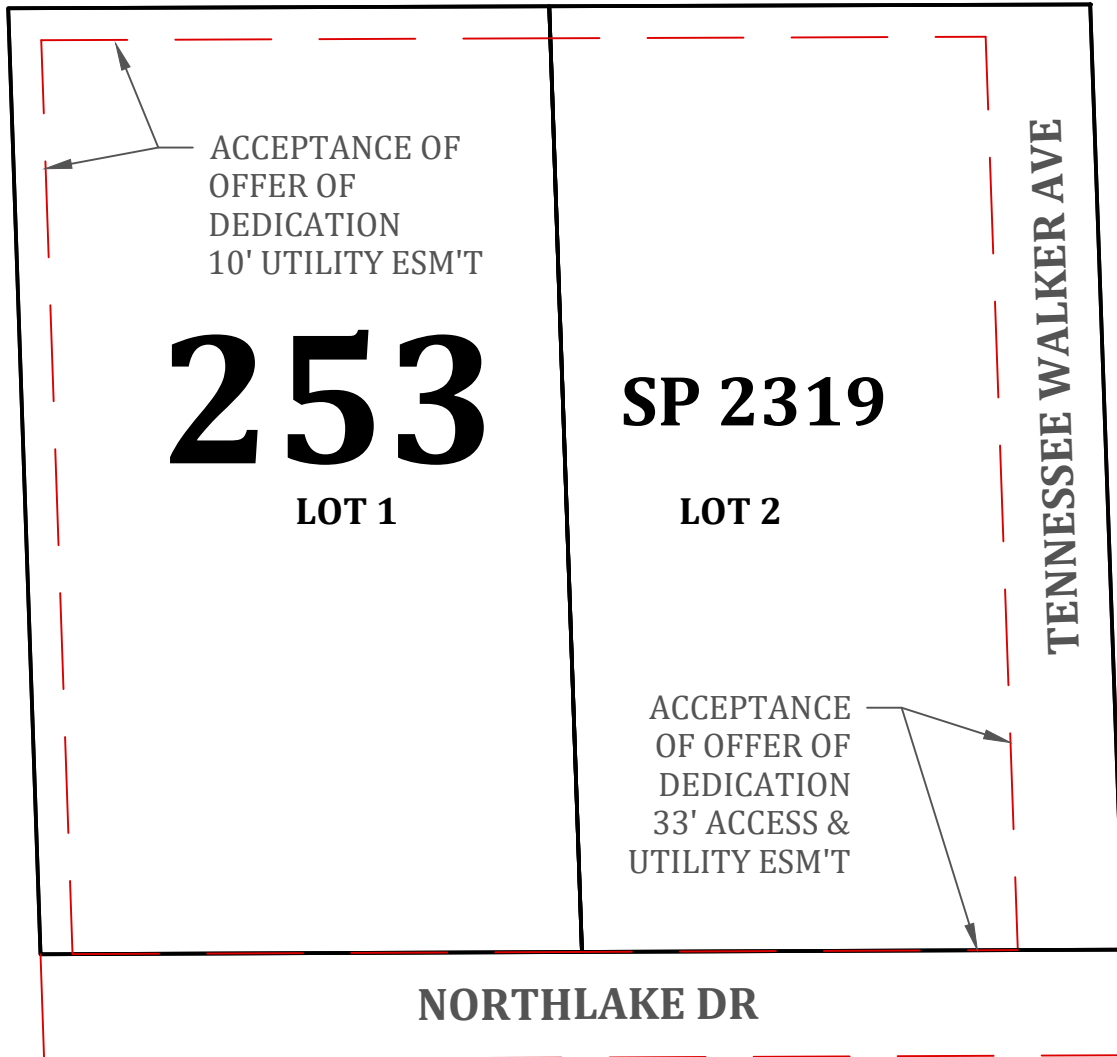 ACCEPTANCE OF
OFFER OF
DEDICATION
10' UTILITY ESM'T
253
LOT 1
SP 2319
LOT 2
TENNESSEE WALKER AVE
ACCEPTANCE
OF OFFER OF
DEDICATION
33' ACCESS &
UTILITY ESM'T
NORTHLAKE DR